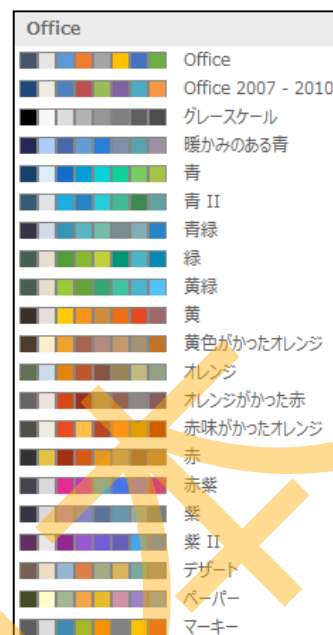 Office
Office
Office 2007 - 2010
グレースケール
暖かみのある青
青
青 II
青緑
緑
黄緑
黄
黄色がかったオレンジ
オレンジ
オレンジがかった赤
赤味がかったオレンジ
赤
赤紫
紫
紫 II
デザート
ペーパー
マーキー